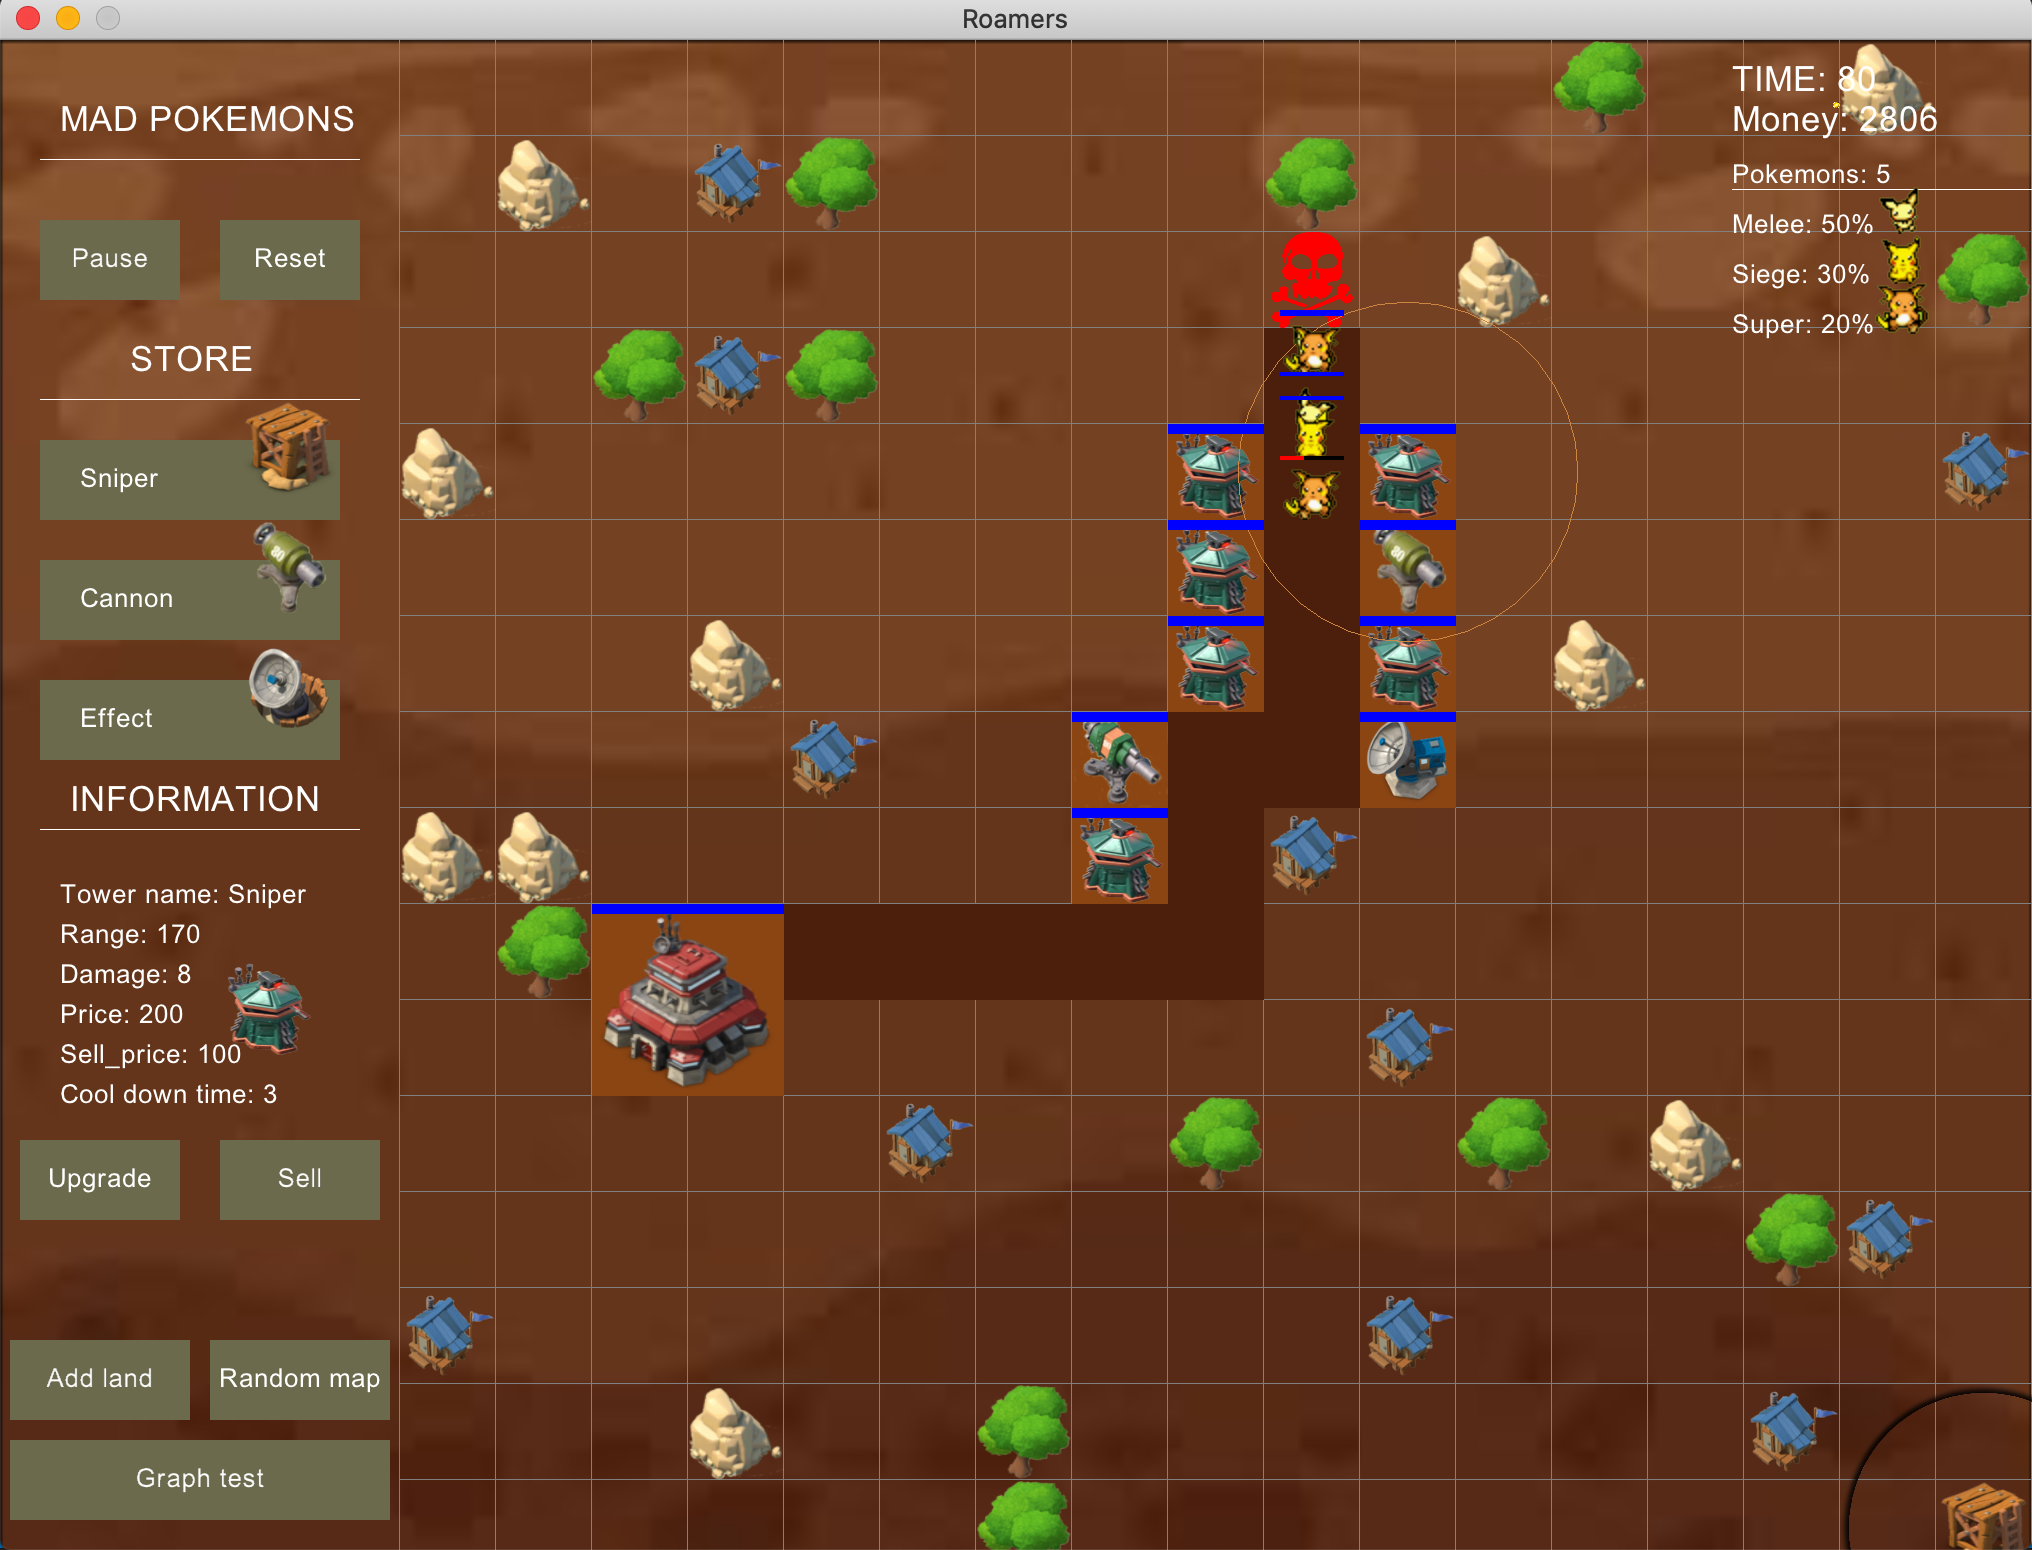 Roamers
MAD POKEMONS
Pause
Reset
STORE
Sniper
Cannon
Effect
INFORMATION
Tower name: Sniper
Range: 170
Damage: 8
Price: 200
Sell_price: 100
Cool down time: 3
Upgrade
Sell
Add land
Random map
Graph test
TIME: 80
Money: 2806
Pokemons: 5
Melee: 50%
Siege: 30%
Super: 20%